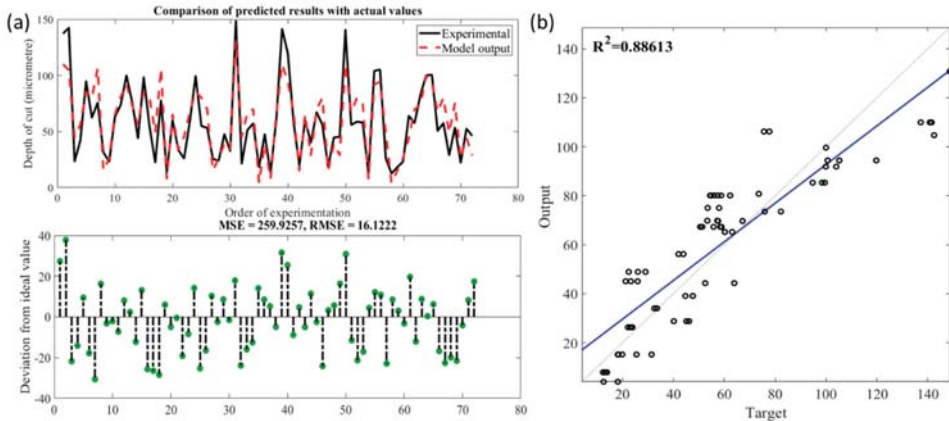 (a)
Comparison of predicted results with actual values
Depth of cut (micrometre)
150
100
50
0
Experimental
Model output
0 10 20 30 40 50 60 70 80
Order of experimentation
MSE = 259.9257, RMSE = 16.1222
Deviation from ideal value
40
20
0
-20
-40
0 10 20 30 40 50 60 70 80
(b)
R²=0.88613
Output
140
120
100
80
60
40
20
20 40 60 80 100 120 140
Target